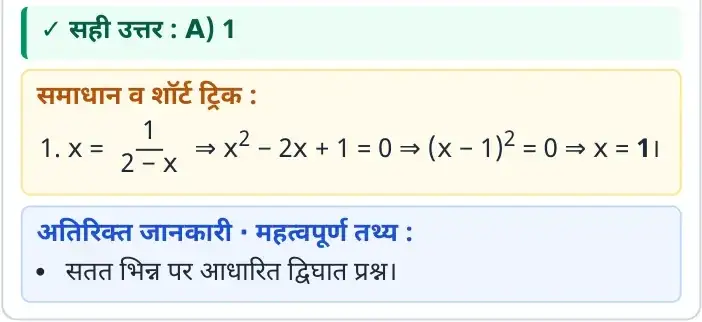 ✓ सही उत्तर : A) 1
समाधान व शॉर्ट ट्रिक :
1. x = 1/(2 − x) ⇒ x² − 2x + 1 = 0 ⇒ (x − 1)² = 0 ⇒ x = 1।
अतिरिक्त जानकारी • महत्वपूर्ण तथ्य :
• सतत भिन्न पर आधारित द्विघात प्रश्न।